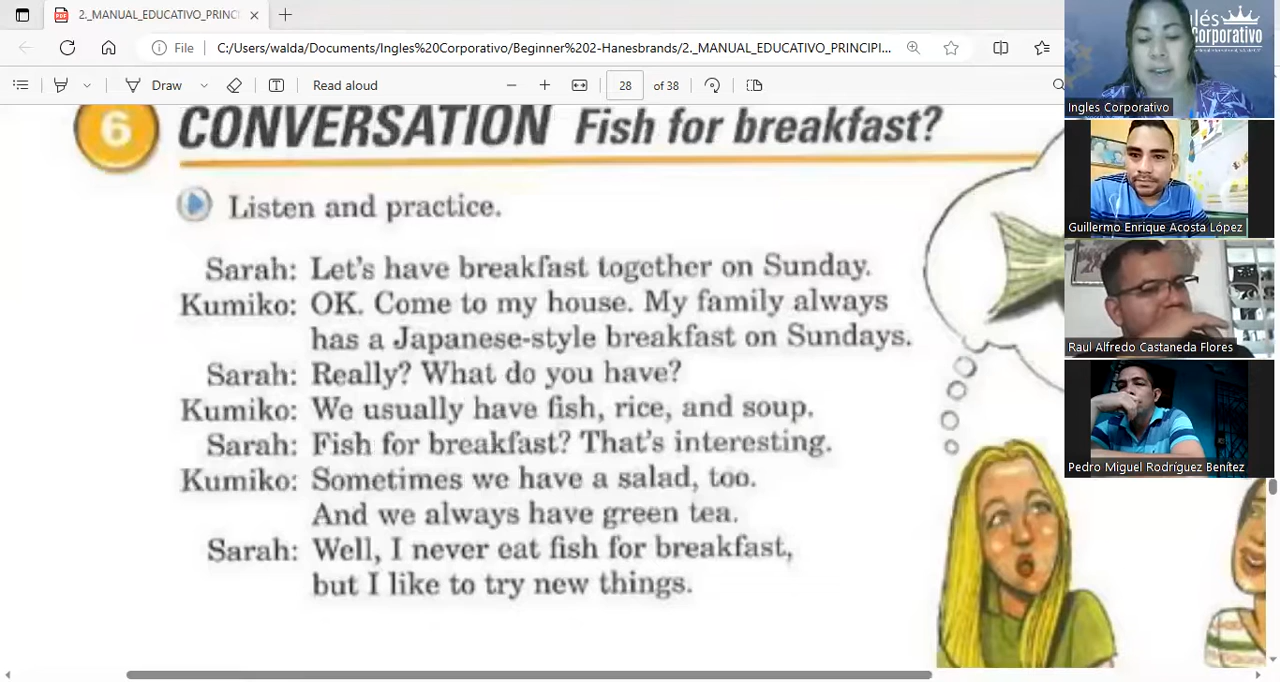 2._MANUAL_EDUCATIVO_PRINCI
File
C:/Users/walda/Documents/Ingles%20Corporativo/Beginner%202-Hanesbrands/2._MANUAL_EDUCATIVO_PRINCIPI...
Draw
Read aloud
28 of 38
6 CONVERSATION Fish for breakfast?
Listen and practice.
Sarah: Let's have breakfast together on Sunday.
Kumiko: OK. Come to my house. My family always
has a Japanese-style breakfast on Sundays.
Sarah: Really? What do you have?
Kumiko: We usually have fish, rice, and soup.
Sarah: Fish for breakfast? That's interesting.
Kumiko: Sometimes we have a salad, too.
And we always have green tea.
Sarah: Well, I never eat fish for breakfast,
but I like to try new things.
lés
orporativo
Ingles Corporativo
Guillermo Enrique Acosta López
Raul Alfredo Castaneda Flores
Pedro Miguel Rodríguez Benítez